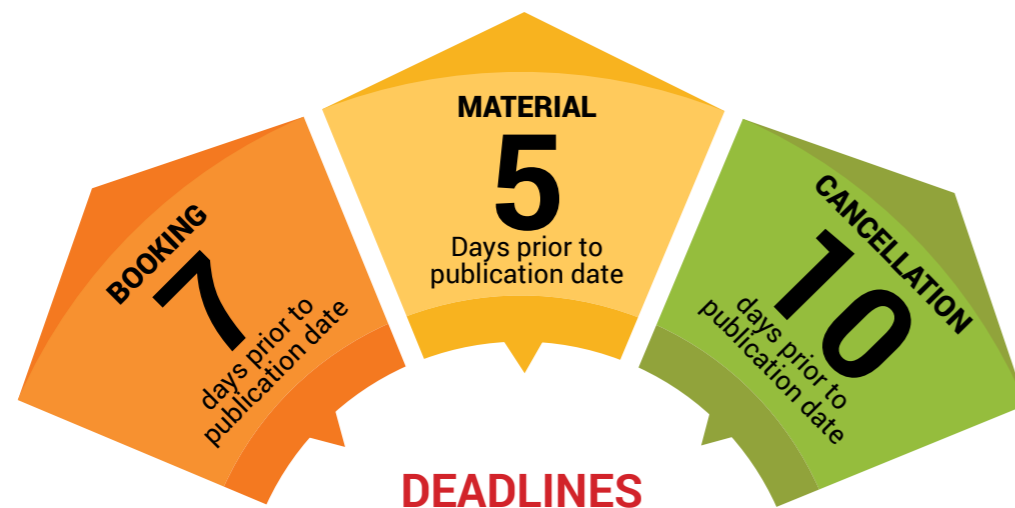 BOOKING
7
days prior to
publication date
MATERIAL
5
Days prior to
publication date
CANCELLATION
10
days prior to
publication date
DEADLINES